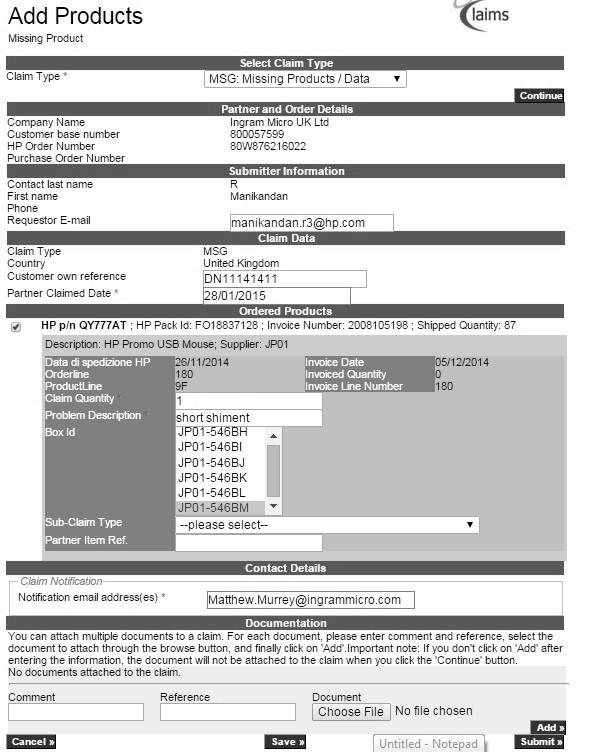 Add Products
laims
Missing Product
Select Claim Type
Claim Type * MSG: Missing Products / Data
Continue
Partner and Order Details
Company Name Ingram Micro UK Ltd
Customer base number 800057599
HP Order Number 80W876216022
Purchase Order Number
Submitter Information
Contact last name R
First name Manikandan
Phone
Requestor E-mail manikandan.r3@hp.com
Claim Data
Claim Type MSG
Country United Kingdom
Customer own reference DN11141411
Partner Claimed Date * 28/01/2015
Ordered Products
HP p/n QY777AT ; HP Pack Id: FO18837128 ; Invoice Number: 2008105198 ; Shipped Quantity: 87
Description: HP Promo USB Mouse; Supplier: JP01
Data di spedizione HP 26/11/2014 Invoice Date 05/12/2014
Orderline 180 Invoiced Quantity 0
ProductLine 9F Invoice Line Number 180
Claim Quantity * 1
Problem Description * short shiment
Box Id JP01-546BH
JP01-546BI
JP01-546BJ
JP01-546BK
JP01-546BL
JP01-546BM
Sub-Claim Type --please select--
Partner Item Ref.
Contact Details
Claim Notification
Notification email address(es) * Matthew.Murrey@ingrammicro.com
Documentation
You can attach multiple documents to a claim. For each document, please enter comment and reference, select the
document to attach through the browse button, and finally click on 'Add'.Important note: If you don't click on 'Add' after
entering the information, the document will not be attached to the claim when you click the 'Continue' button.
No documents attached to the claim.
Comment Reference Document
Choose File No file chosen
Add »
Cancel » Save » Untitled - Notepad Submit »